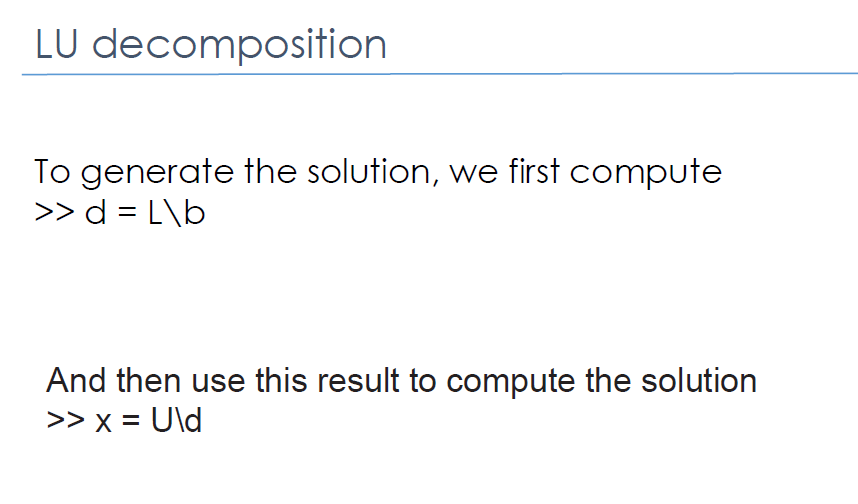 LU decomposition
To generate the solution, we first compute
>> d = L\b
And then use this result to compute the solution
>> x = U\d